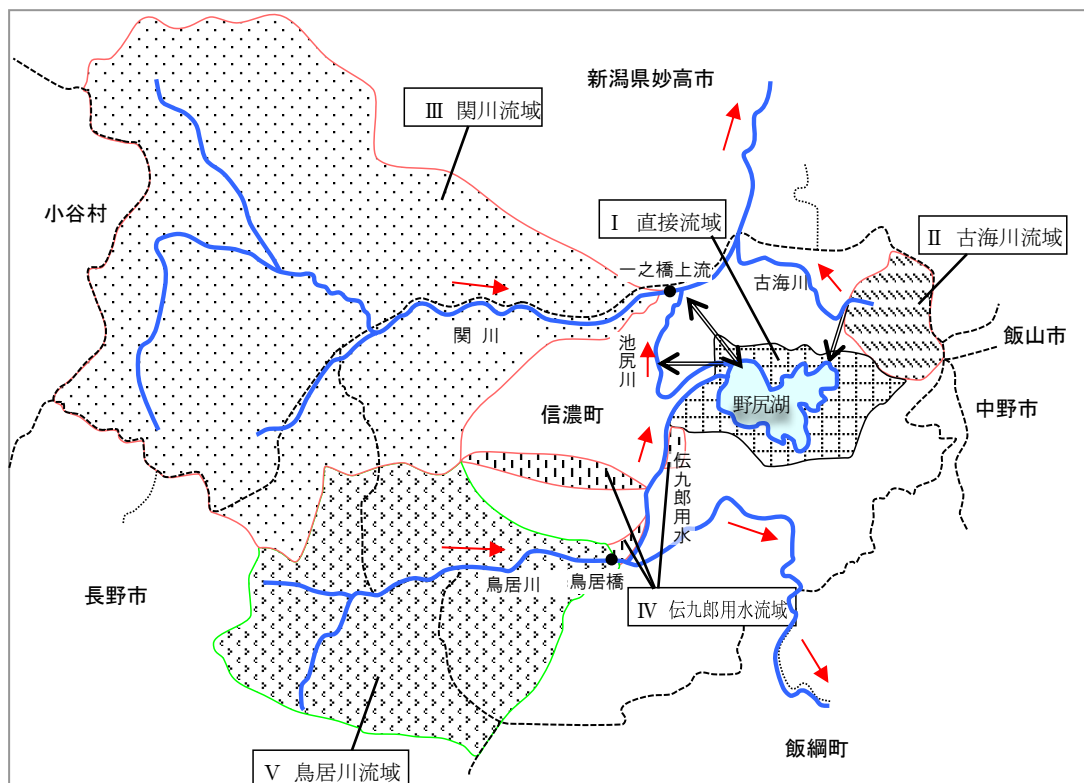 新潟県妙高市
Ⅲ 関川流域
小谷村
Ⅰ 直接流域
Ⅱ 古海川流域
一之橋上流
古海川
関川
池尻川
飯山市
中野市
野尻湖
信濃町
伝九郎用水
鳥居川
鳥居橋
長野市
Ⅳ 伝九郎用水流域
飯綱町
Ⅴ 鳥居川流域